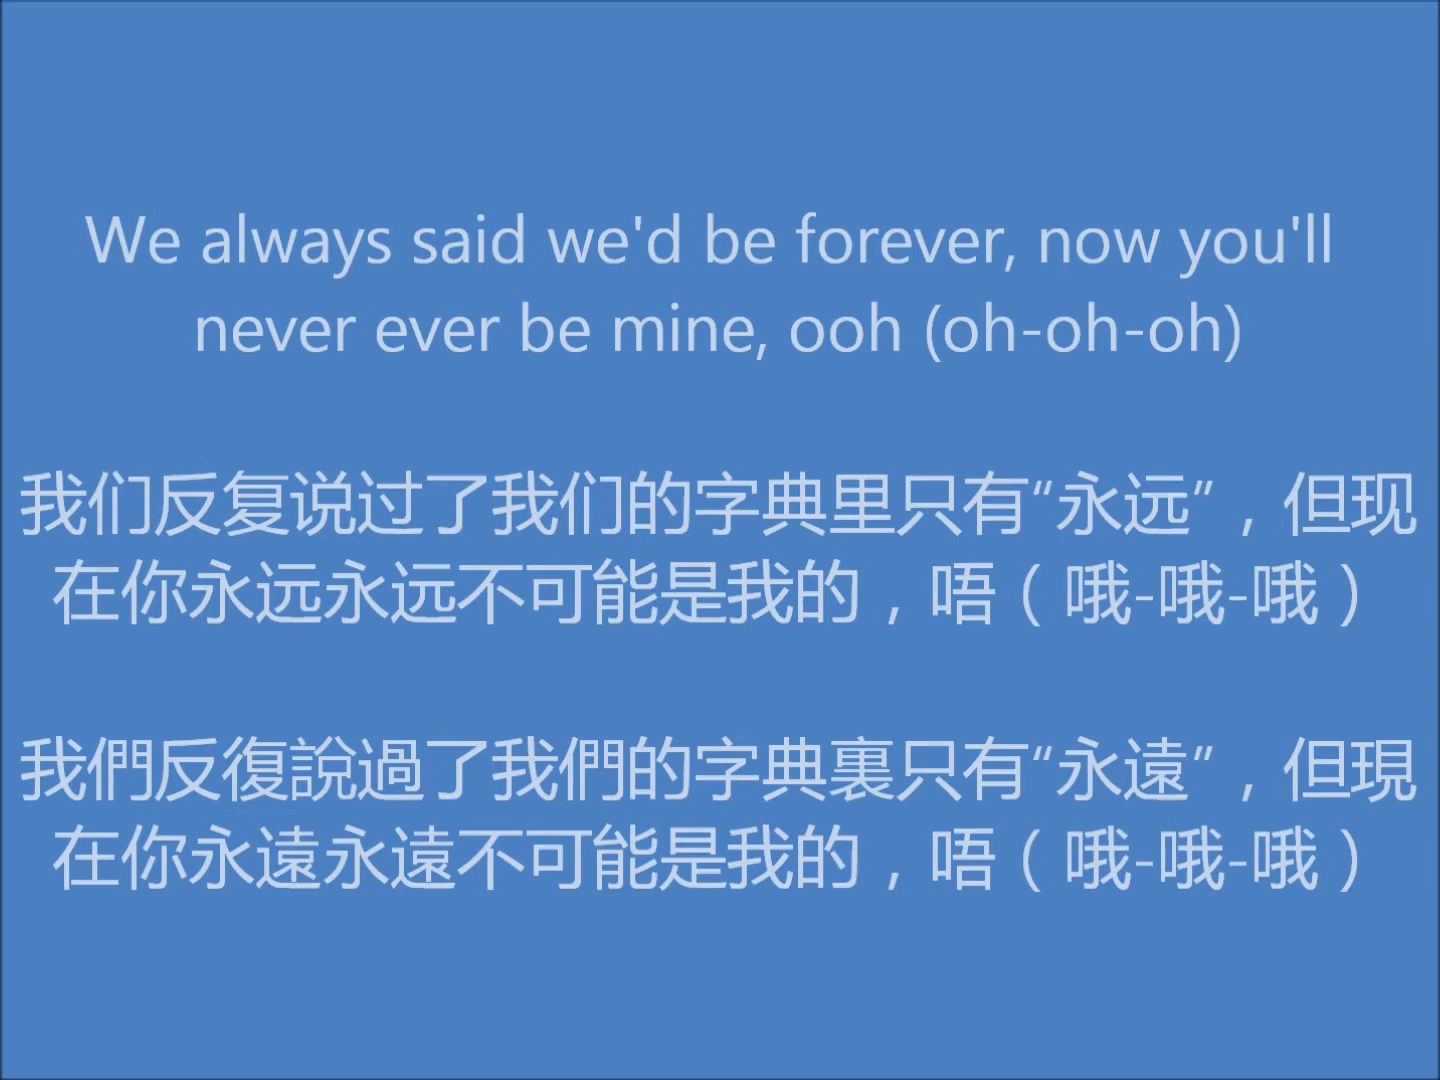 We always said we'd be forever, now you'll
never ever be mine, ooh (oh-oh-oh)
我们反复说过了我们的字典里只有“永远”，但现
在你永远永远不可能是我的，唔（哦-哦-哦）
我們反復說過了我們的字典裏只有“永遠”，但現
在你永遠永遠不可能是我的，唔（哦-哦-哦）